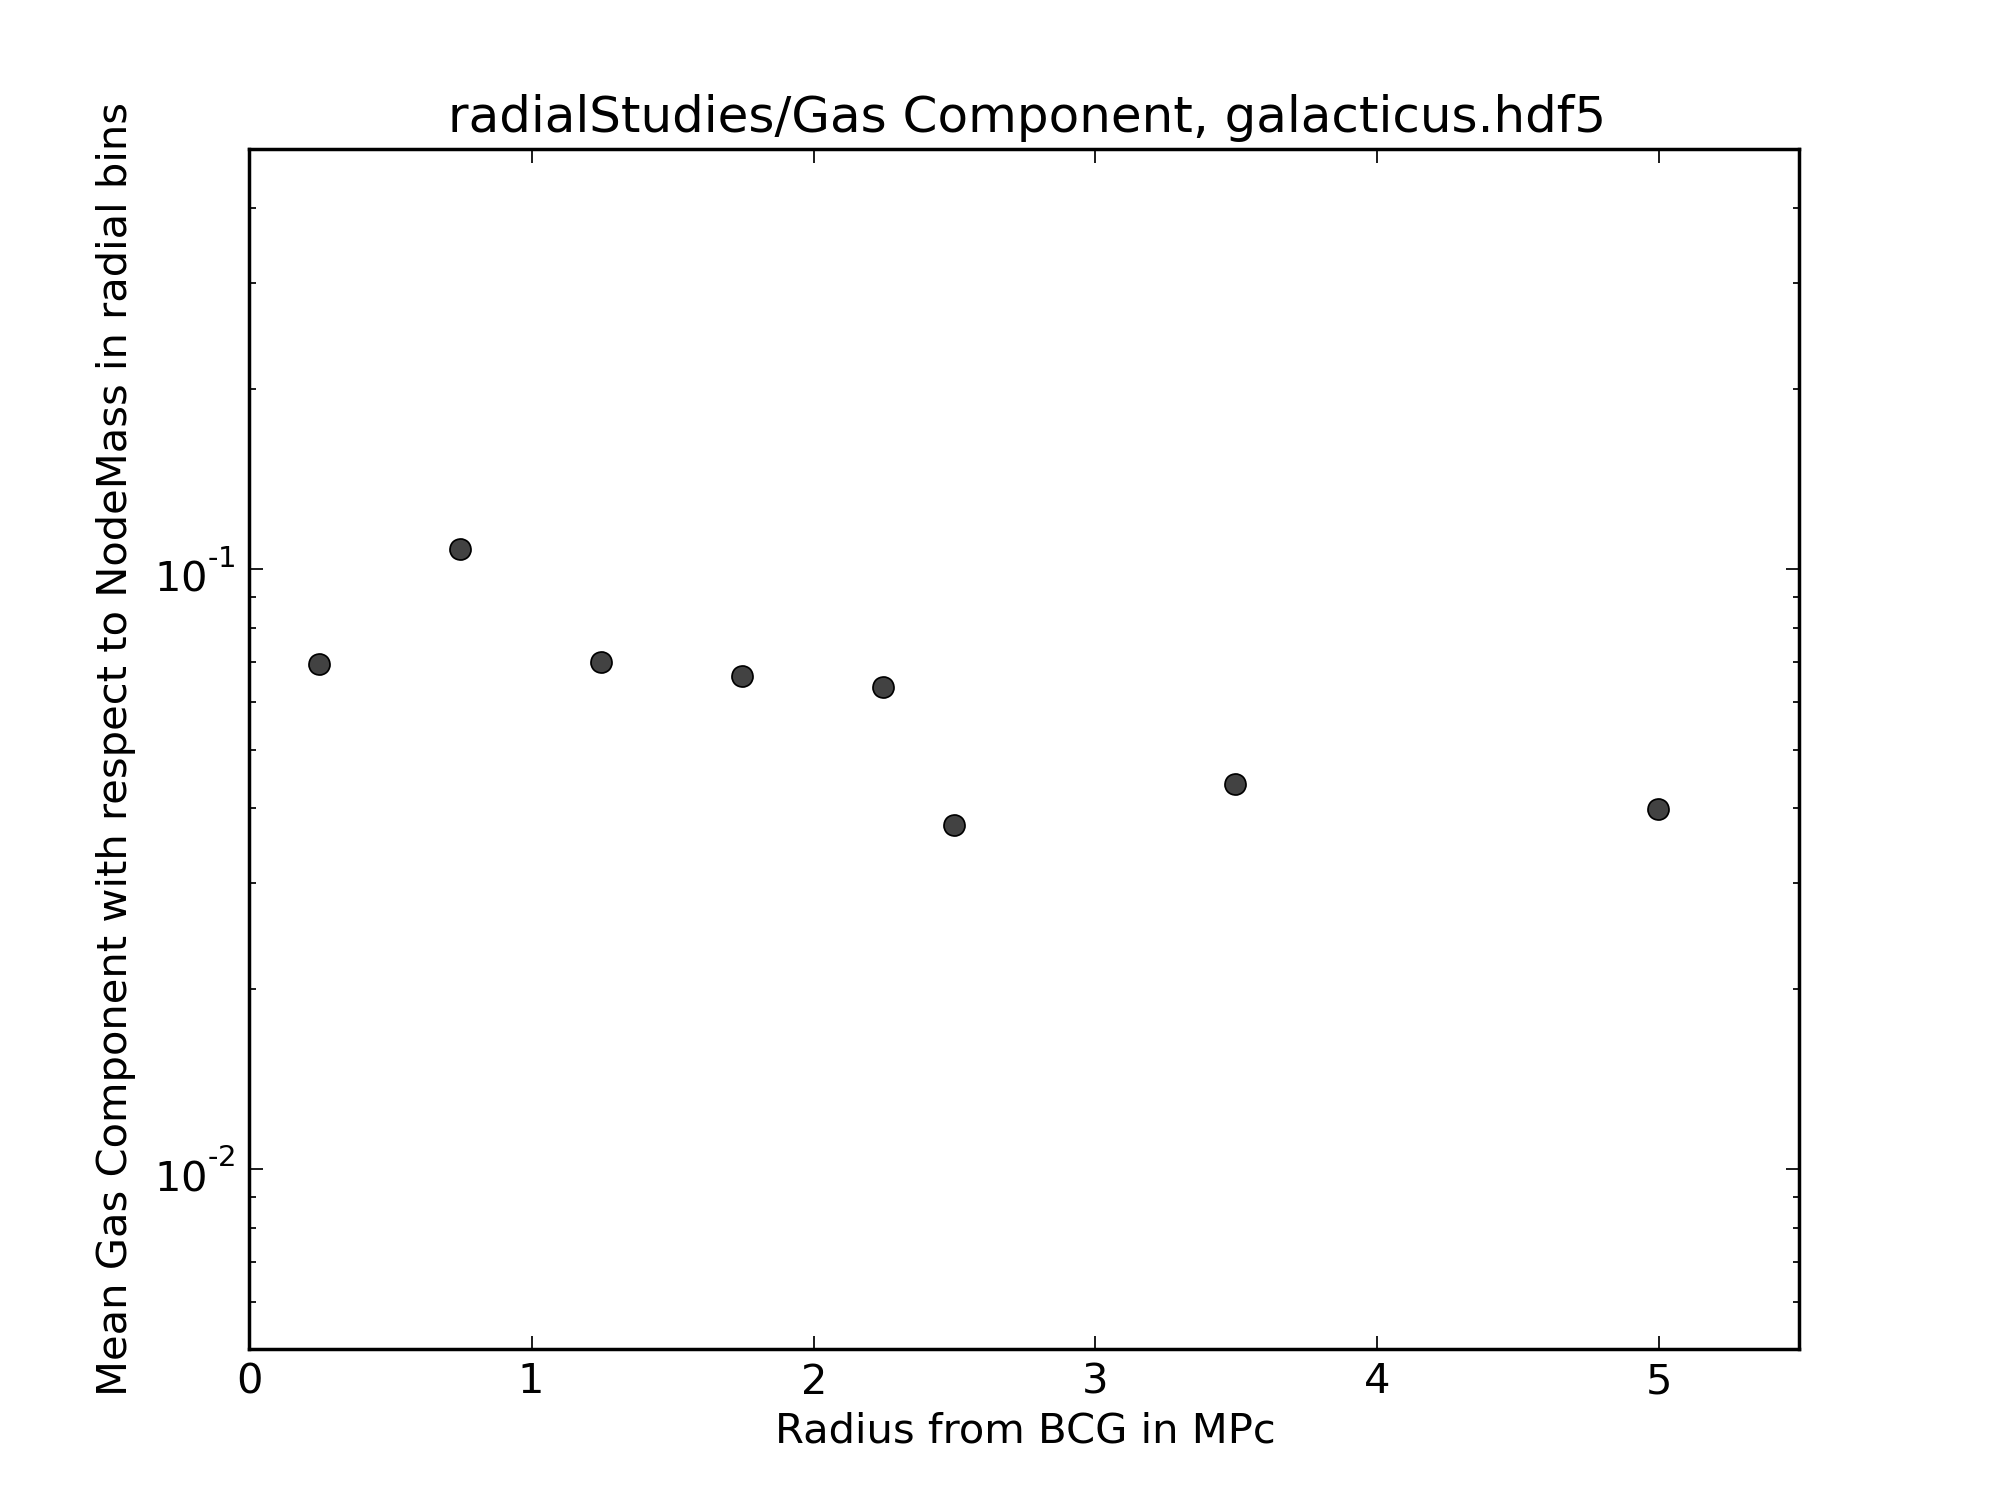 radialStudies/Gas Component, galacticus.hdf5
Mean Gas Component with respect to NodeMass in radial bins
10^-1
10^-2
0 1 2 3 4 5
Radius from BCG in MPc